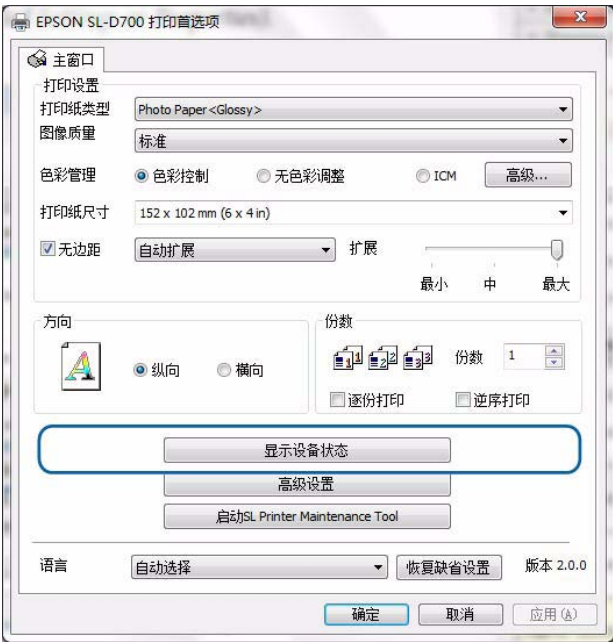 EPSON SL-D700 打印首选项
主窗口
打印设置
打印纸类型 Photo Paper<Glossy>
图像质量 标准
色彩管理 色彩控制 无色彩调整 ICM 高级...
打印纸尺寸 152 x 102 mm (6 x 4 in)
无边距 自动扩展 扩展
最小 中 最大
方向 份数
A 纵向 横向 1 1 2 2 3 3 份数 1
逐份打印 逆序打印
显示设备状态
高级设置
启动SL Printer Maintenance Tool
语言 自动选择 恢复缺省设置 版本 2.0.0
确定 取消 应用(A)